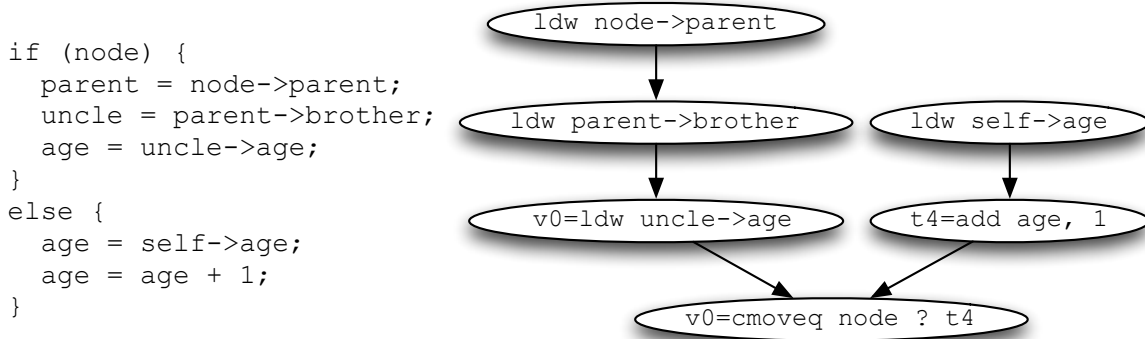 if (node) {
  parent = node->parent;
  uncle = parent->brother;
  age = uncle->age;
}
else {
  age = self->age;
  age = age + 1;
}
ldw node->parent
ldw parent->brother
ldw self->age
v0=ldw uncle->age
t4=add age, 1
v0=cmoveq node ? t4